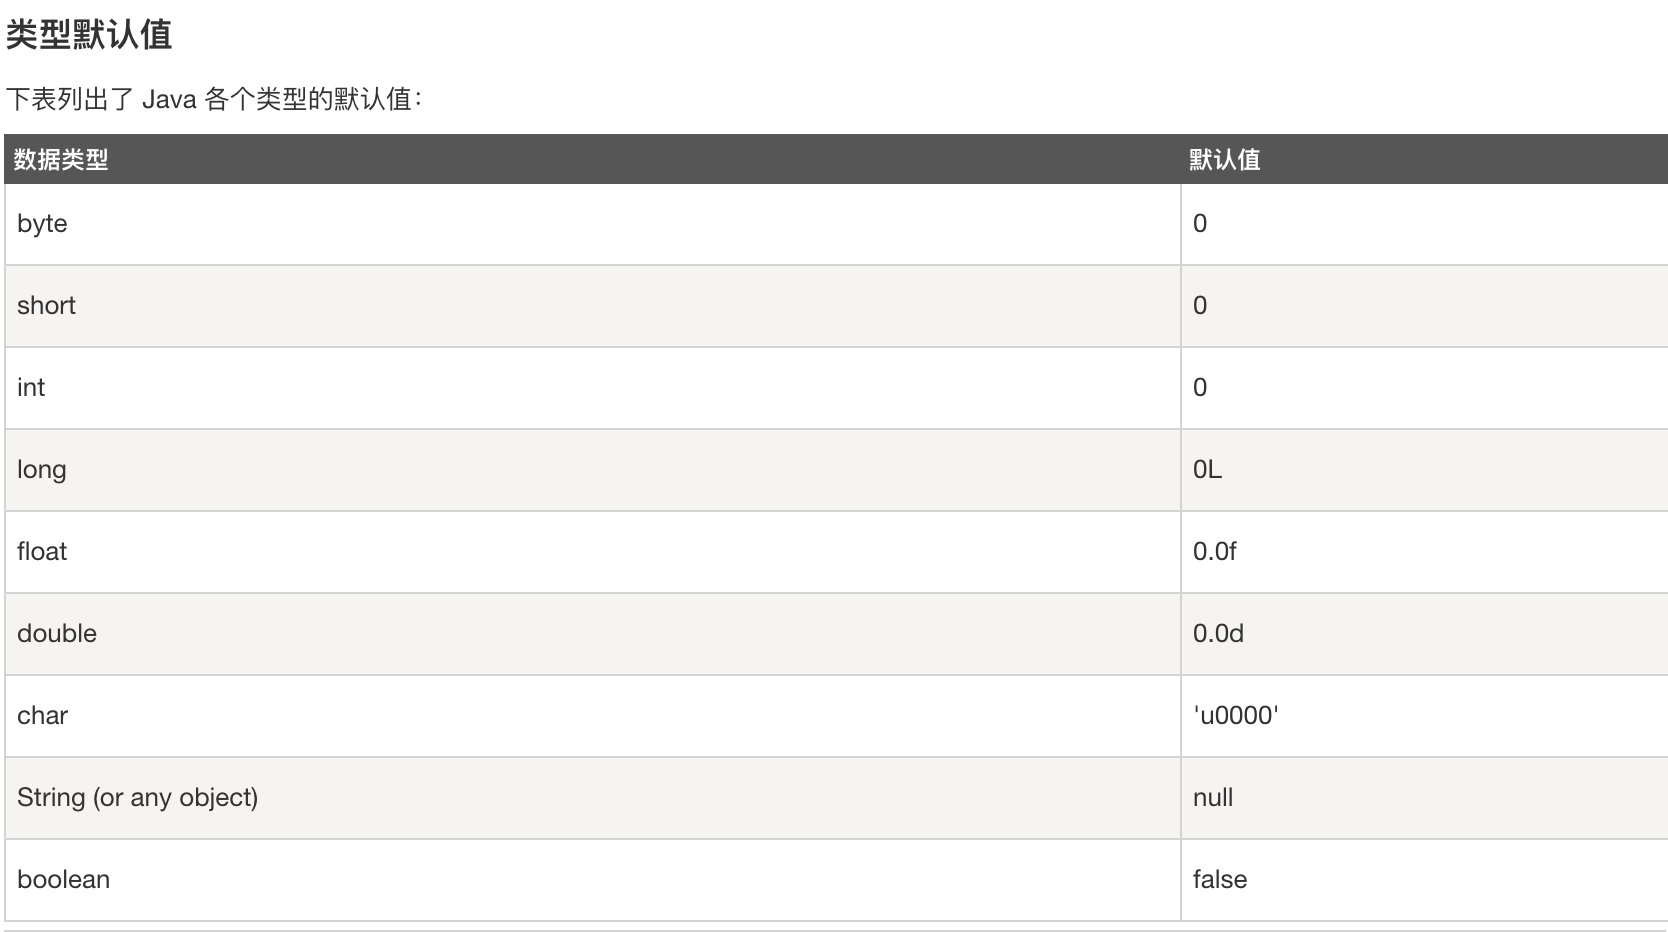 类型默认值
下表列出了 Java 各个类型的默认值：
数据类型 默认值
byte 0
short 0
int 0
long 0L
float 0.0f
double 0.0d
char 'u0000'
String (or any object) null
boolean false